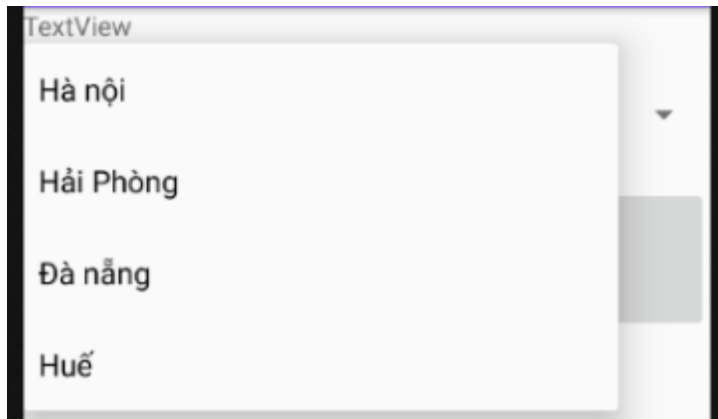 TextView
Hà nội
Hải Phòng
Đà nẵng
Huế